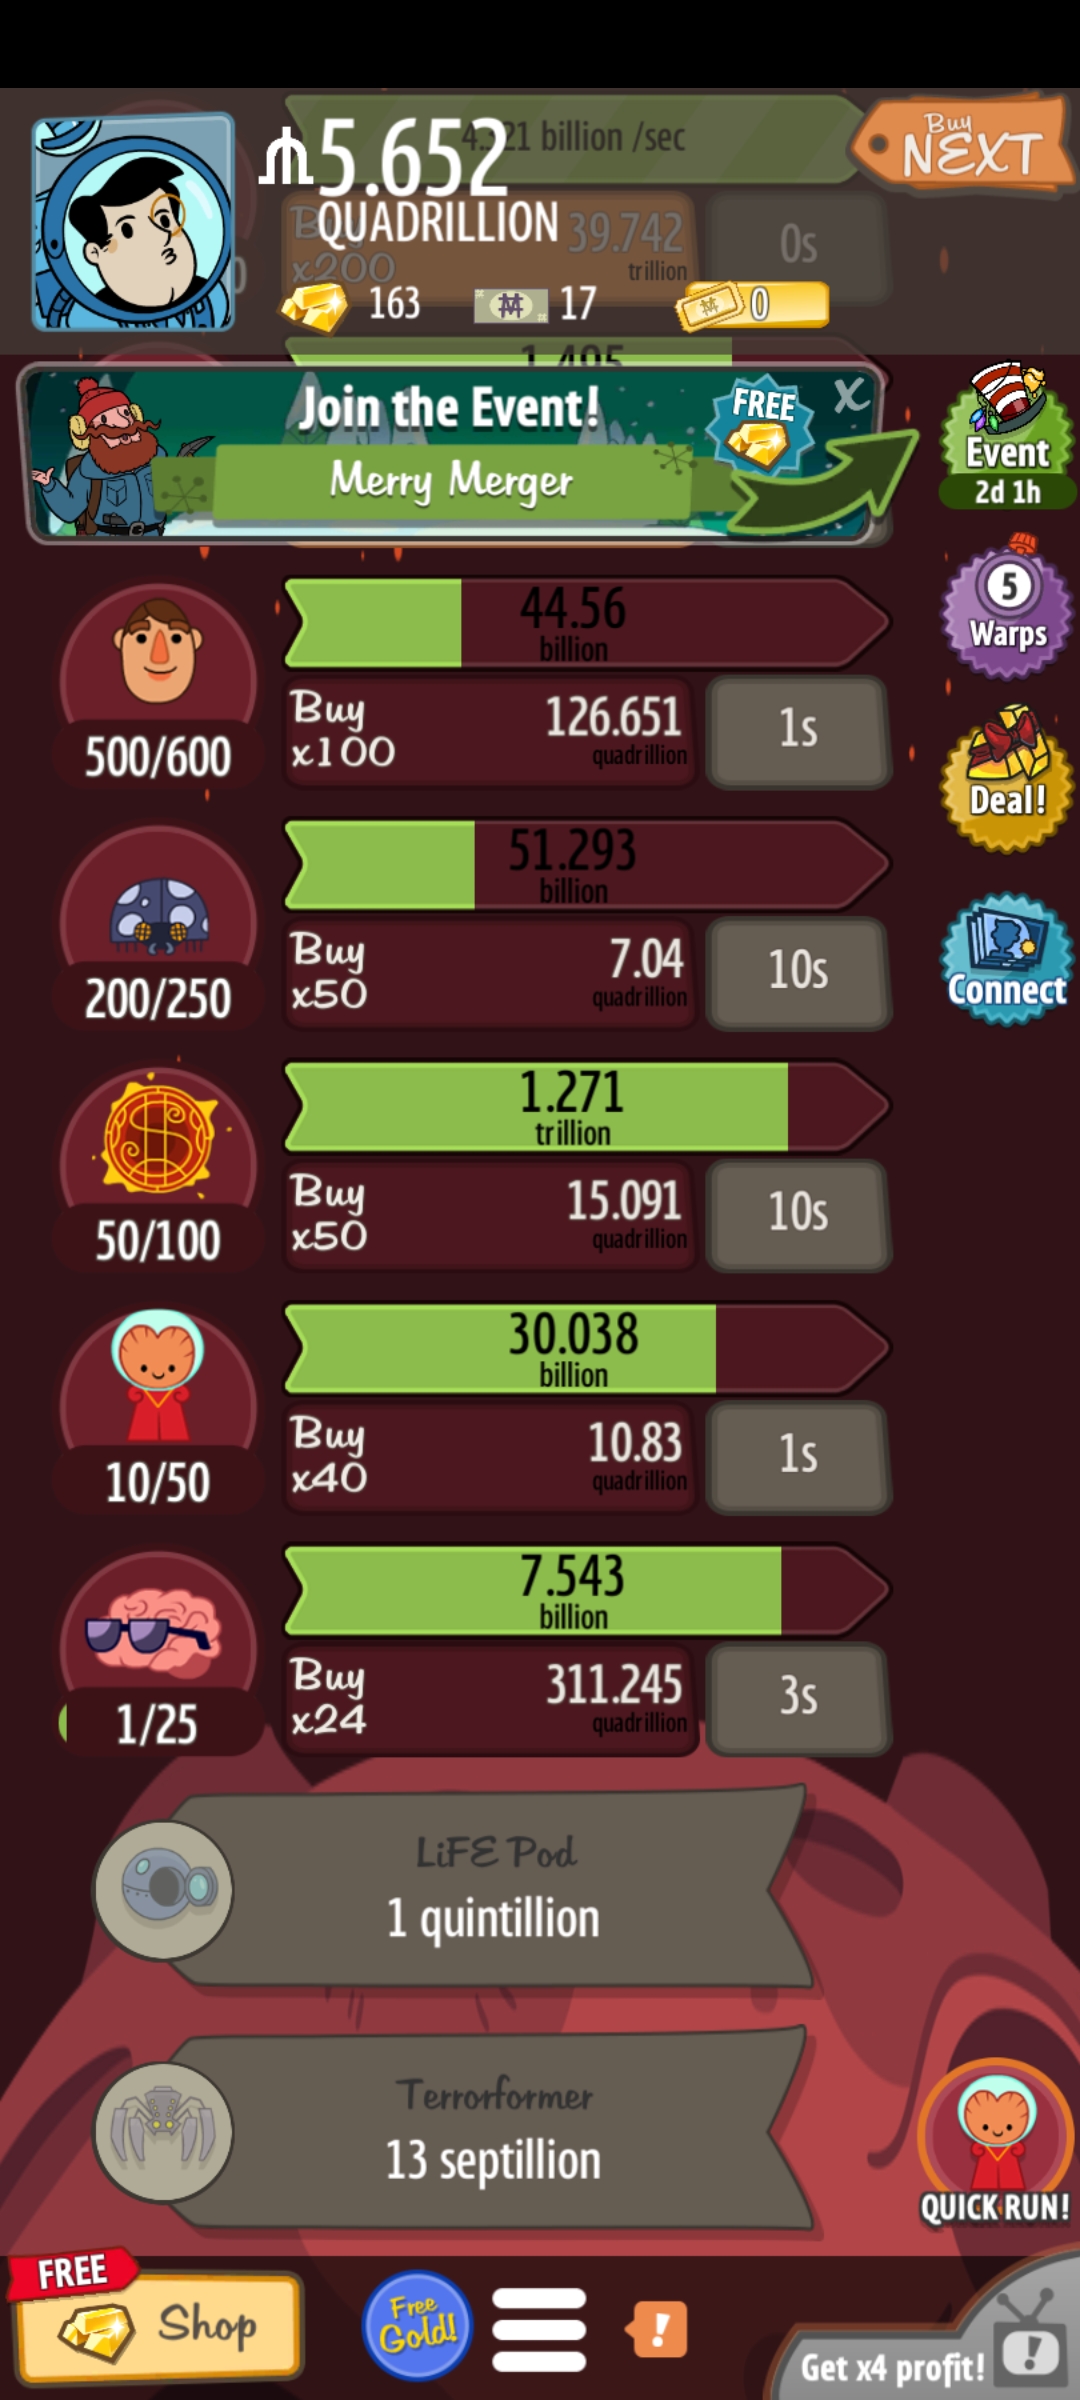 4.521 billion /sec
5.652
QUADRILLION
Buy
NEXT
Buy
x200
39.742
trillion
0s
163
17
0
1.495
Join the Event!
Merry Merger
FREE
X
Event
2d 1h
44.56
billion
500/600
Buy
x100
126.651
quadrillion
1s
5
Warps
51.293
billion
200/250
Buy
x50
7.04
quadrillion
10s
Deal!
Connect
1.271
trillion
50/100
Buy
x50
15.091
quadrillion
10s
30.038
billion
10/50
Buy
x40
10.83
quadrillion
1s
7.543
billion
1/25
Buy
x24
311.245
quadrillion
3s
LiFE Pod
1 quintillion
Terrorformer
13 septillion
QUICK RUN!
FREE
Shop
Free
Gold!
!
Get x4 profit!
!